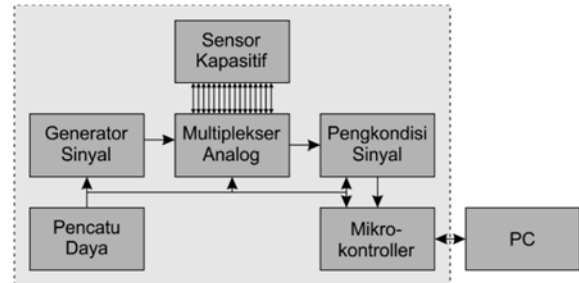 Sensor
Kapasitif
Generator
Sinyal
Multiplekser
Analog
Pengkondisi
Sinyal
Pencatu
Daya
Mikro-
kontroller
PC